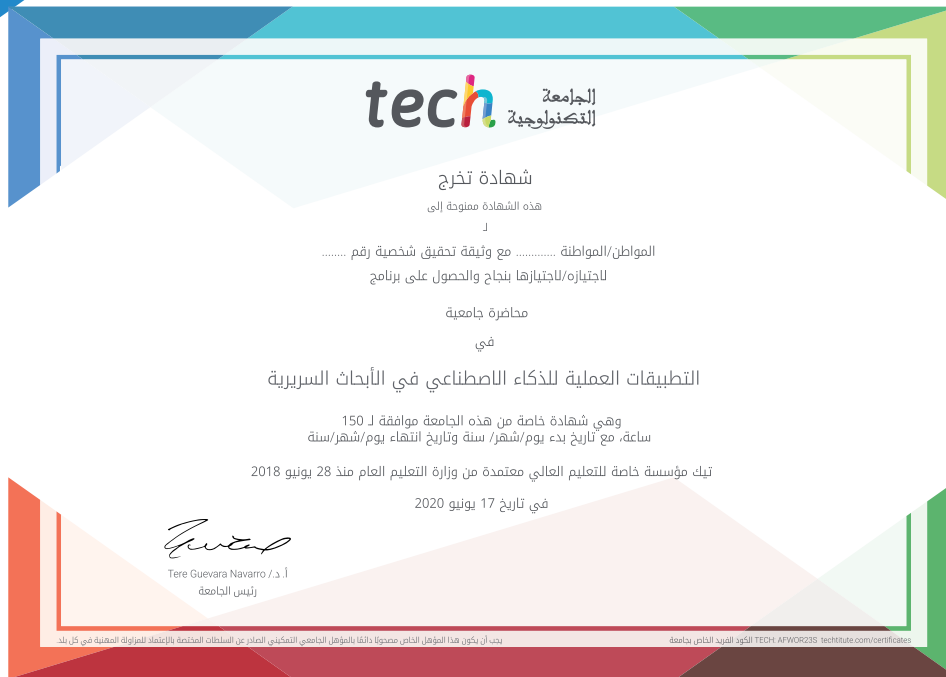 tech الجامعة
التكنولوجية
شهادة تخرج
هذه الشهادة ممنوحة إلى
لـ
المواطن/المواطنة ............ مع وثيقة تحقيق شخصية رقم ........
لاجتيازه/لاجتيازها بنجاح والحصول على برنامج
محاضرة جامعية
في
التطبيقات العملية للذكاء الاصطناعي في الأبحاث السريرية
وهي شهادة خاصة من هذه الجامعة موافقة لـ 150
ساعة، مع تاريخ بدء يوم/شهر/ سنة وتاريخ انتهاء يوم/شهر/سنة
تيك مؤسسة خاصة للتعليم العالي معتمدة من وزارة التعليم العام منذ 28 يونيو 2018
في تاريخ 17 يونيو 2020
أ. د./ Tere Guevara Navarro
رئيس الجامعة
يجب أن يكون هذا المؤهل الخاص مصحوبًا دائمًا بالمؤهل الجامعي التمكيني الصادر عن السلطات المختصة بالإعتماد للمزاولة المهنية في كل بلد.
الكود الفريد الخاص بجامعة TECH: AFWOR23S techtitute.com/certificates